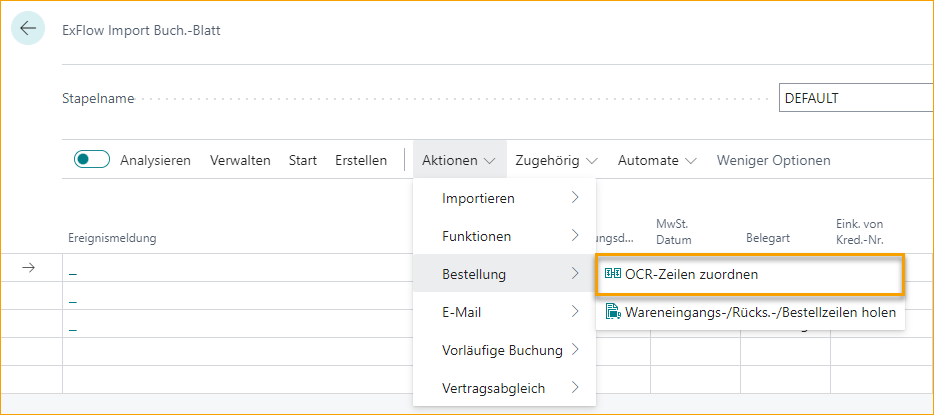 ExFlow Import Buch.-Blatt
Stapelname
DEFAULT
Analysieren Verwalten Start Erstellen Aktionen Zugehörig Automate Weniger Optionen
Importieren
Funktionen
Bestellung
E-Mail
Vorläufige Buchung
Vertragsabgleich
OCR-Zeilen zuordnen
Wareneingangs-/Rücks.-/Bestellzeilen holen
Ereignismeldung
MwSt.
Datum
Belegart
Eink. von
Kred.-Nr.